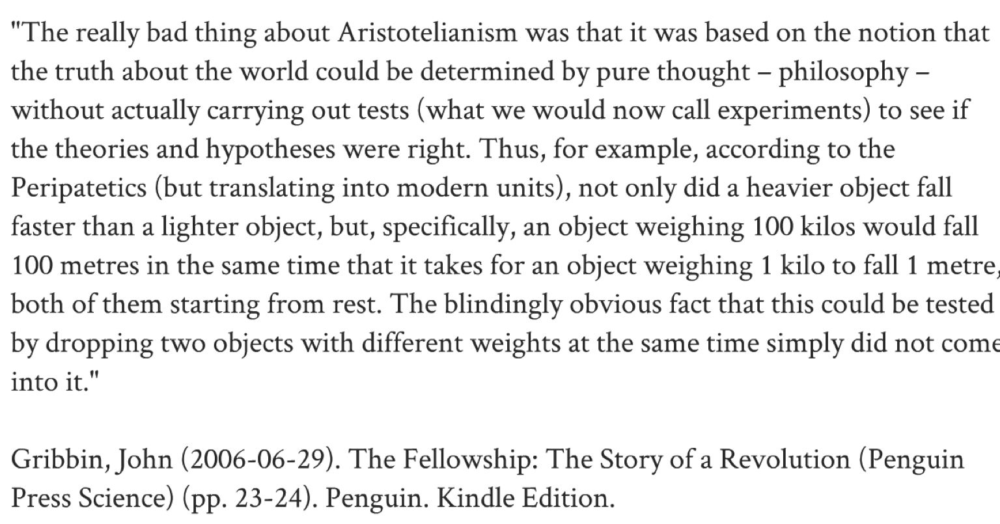 "The really bad thing about Aristotelianism was that it was based on the notion that
the truth about the world could be determined by pure thought – philosophy –
without actually carrying out tests (what we would now call experiments) to see if
the theories and hypotheses were right. Thus, for example, according to the
Peripatetics (but translating into modern units), not only did a heavier object fall
faster than a lighter object, but, specifically, an object weighing 100 kilos would fall
100 metres in the same time that it takes for an object weighing 1 kilo to fall 1 metre,
both of them starting from rest. The blindingly obvious fact that this could be tested
by dropping two objects with different weights at the same time simply did not come
into it."

Gribbin, John (2006-06-29). The Fellowship: The Story of a Revolution (Penguin
Press Science) (pp. 23-24). Penguin. Kindle Edition.